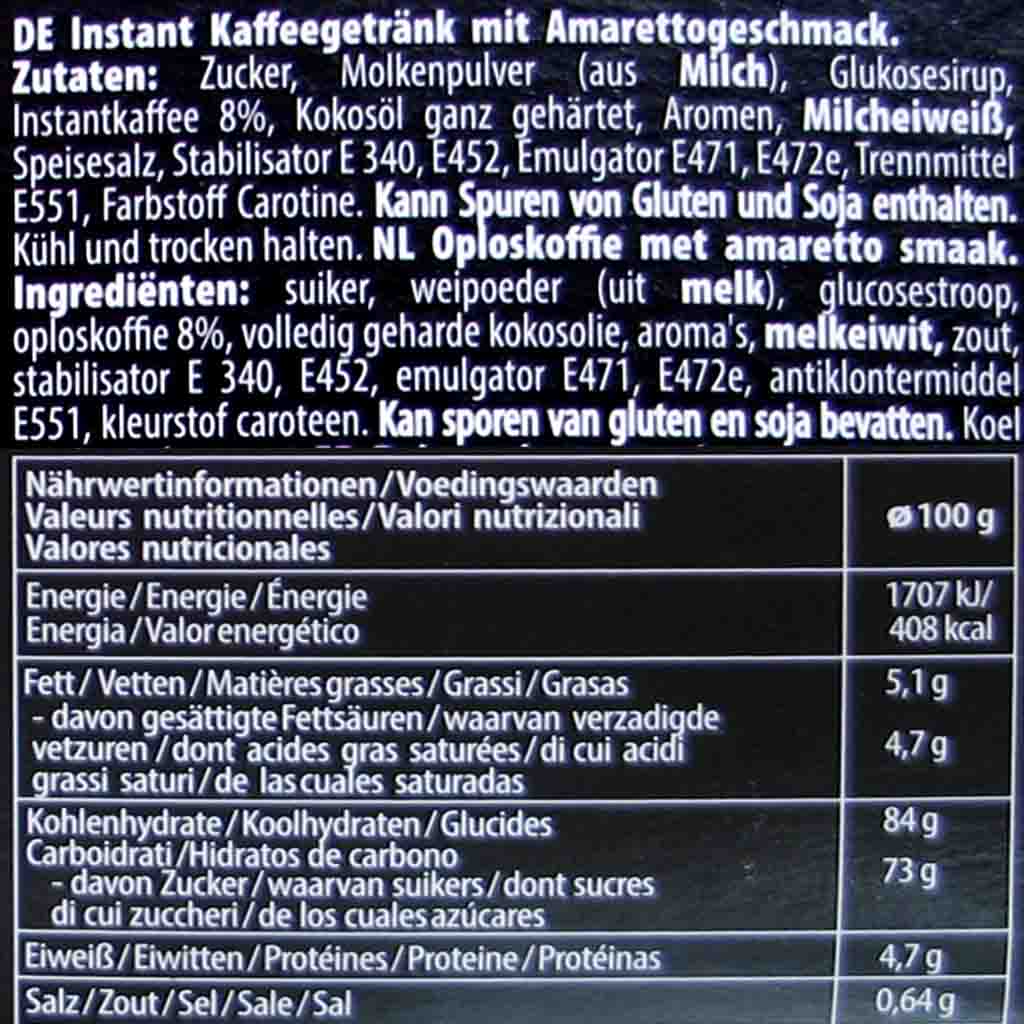 DE Instant Kaffeegetränk mit Amarettogeschmack.
Zutaten: Zucker, Molkenpulver (aus Milch), Glukosesirup,
Instantkaffee 8%, Kokosöl ganz gehärtet, Aromen, Milcheiweiß,
Speisesalz, Stabilisator E 340, E452, Emulgator E471, E472e, Trennmittel
E551, Farbstoff Carotine. Kann Spuren von Gluten und Soja enthalten.
Kühl und trocken halten. NL Oploskoffie met amaretto smaak.
Ingrediënten: suiker, weipoeder (uit melk), glucosestroop,
oploskoffie 8%, volledig geharde kokosolie, aroma's, melkeiwit, zout,
stabilisator E 340, E452, emulgator E471, E472e, antiklontermiddel
E551, kleurstof caroteen. Kan sporen van gluten en soja bevatten. Koel
Nährwertinformationen/Voedingswaarden
Valeurs nutritionnelles/Valori nutrizionali
Valores nutricionales
ø 100 g
Energie/Energie/Énergie
Energia/Valor energético
1707 kJ/
408 kcal
Fett/Vetten/Matières grasses/Grassi/Grasas
5,1 g
- davon gesättigte Fettsäuren/waarvan verzadigde
vetzuren/dont acides gras saturées/di cui acidi
grassi saturi/de las cuales saturadas
4,7 g
Kohlenhydrate/Koolhydraten/Glucides
Carboidrati/Hidratos de carbono
84 g
- davon Zucker/waarvan suikers/dont sucres
di cui zuccheri/de los cuales azúcares
73 g
Eiweiß/Eiwitten/Protéines/Proteine/Protéinas
4,7 g
Salz/Zout/Sel/Sale/Sal
0,64 g